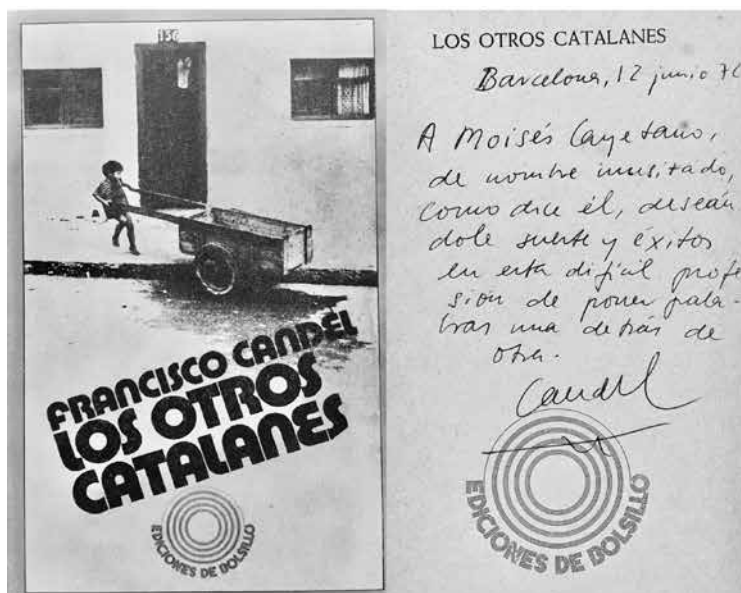 136
FRANCISCO CANDEL
LOS OTROS
CATALANES
EDICIONES DE BOLSILLO
LOS OTROS CATALANES
Barcelona, 12 junio
A Moisés Cayetano,
de nombre inusitado,
como dice él, deseán
dole suerte y éxitos
en esta difícil profe
sión de poner pala-
bras una detrás de
otra.
Candel
EDICIONES DE BOLSILLO